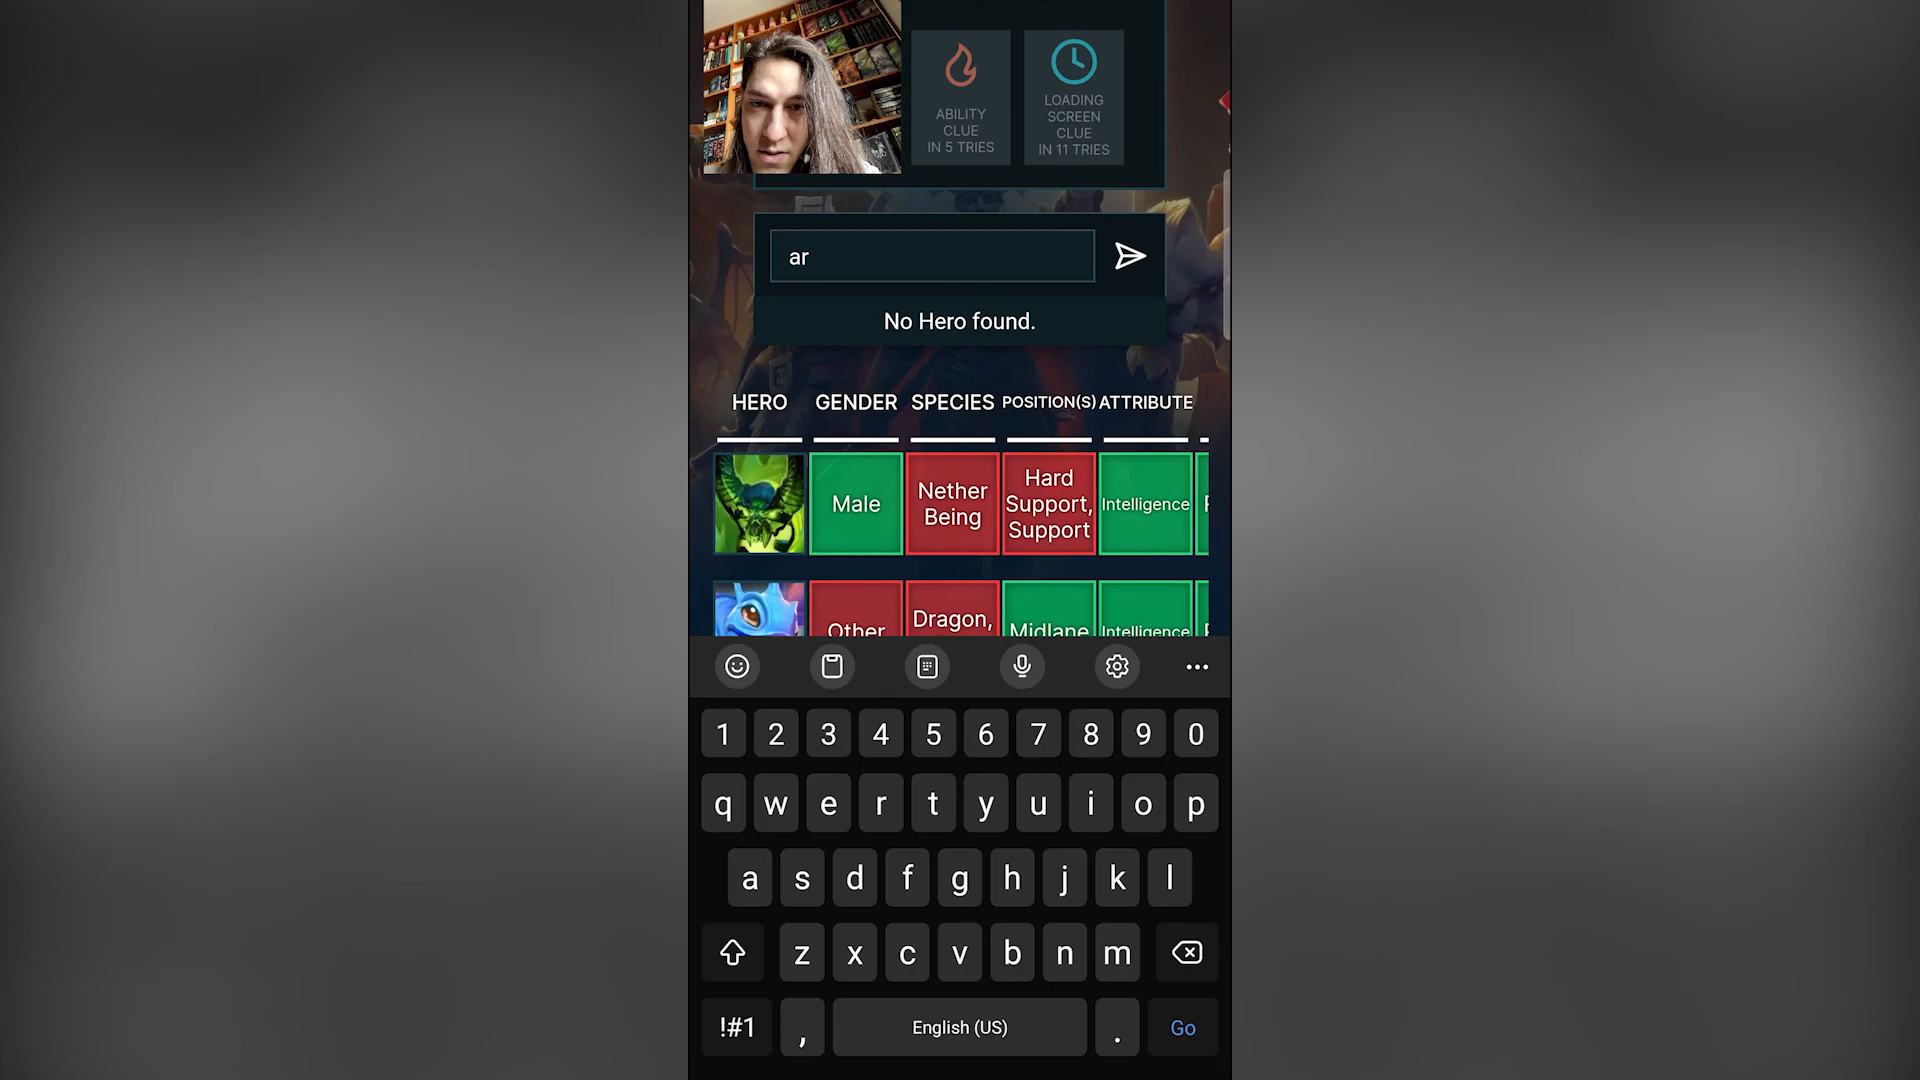 ABILITY
CLUE
IN 5 TRIES
LOADING
SCREEN
CLUE
IN 11 TRIES
ar
No Hero found.
HERO GENDER SPECIES POSITION(S) ATTRIBUTE
Male
Nether
Being
Hard
Support,
Support
Intelligence
Other
Dragon,
Midlane
Intelligence
1 2 3 4 5 6 7 8 9 0
q w e r t y u i o p
a s d f g h j k l
z x c v b n m
!#1 , English (US) . Go